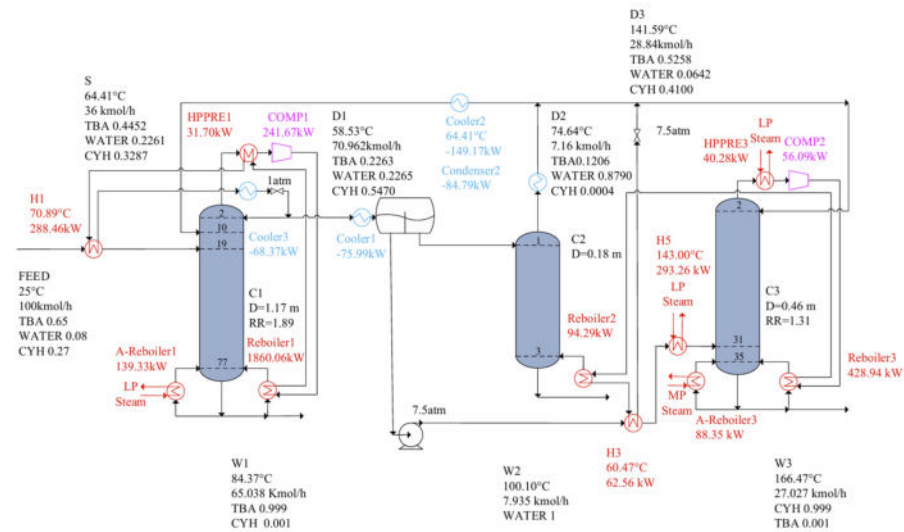 S
64.41°C
36 kmol/h
TBA 0.4452
WATER 0.2261
CYH 0.3287
HPPRE1
31.70kW
COMP1
241.67kW
D1
58.53°C
70.962kmol/h
TBA 0.2263
WATER 0.2265
CYH 0.5470
Cooler2
64.41°C
-149.17kW
Condenser2
-84.79kW
D2
74.64°C
7.16 kmol/h
TBA0.1206
WATER 0.8790
CYH 0.0004
D3
141.59°C
28.84kmol/h
TBA 0.5258
WATER 0.0642
CYH 0.4100
7.5atm
HPPRE3
40.28kW
LP
Steam
COMP2
56.09kW
H1
70.89°C
288.46kW
1atm
Cooler3
-68.37kW
Cooler1
-75.99kW
2
10
19
77
C1
D=1.17 m
RR=1.89
FEED
25°C
100kmol/h
TBA 0.65
WATER 0.08
CYH 0.27
A-Reboiler1
139.33kW
LP
Steam
Reboiler1
1860.06kW
1
3
C2
D=0.18 m
Reboiler2
94.29kW
H5
143.00°C
293.26 kW
LP
Steam
2
31
35
C3
D=0.46 m
RR=1.31
Reboiler3
428.94 kW
MP
Steam
A-Reboiler3
88.35 kW
7.5atm
H3
60.47°C
62.56 kW
W1
84.37°C
65.038 Kmol/h
TBA 0.999
CYH 0.001
W2
100.10°C
7.935 kmol/h
WATER 1
W3
166.47°C
27.027 kmol/h
CYH 0.999
TBA 0.001